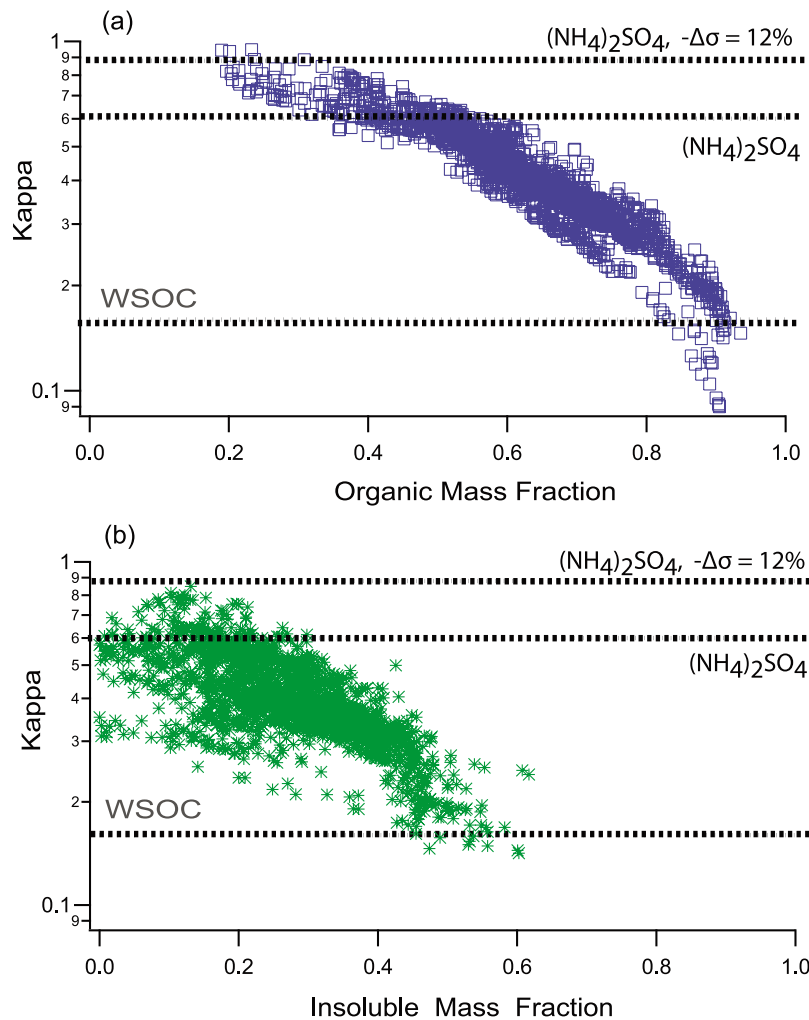 (a)
(NH4)2SO4, -Δσ = 12%
1
9
8
7
6
5
4
3
2
0.1
9
(NH4)2SO4
WSOC
Kappa
0.0 0.2 0.4 0.6 0.8 1.0
Organic Mass Fraction
(b)
(NH4)2SO4, -Δσ = 12%
1
9
8
7
6
5
4
3
2
0.1
9
(NH4)2SO4
WSOC
Kappa
0.0 0.2 0.4 0.6 0.8 1.0
Insoluble Mass Fraction